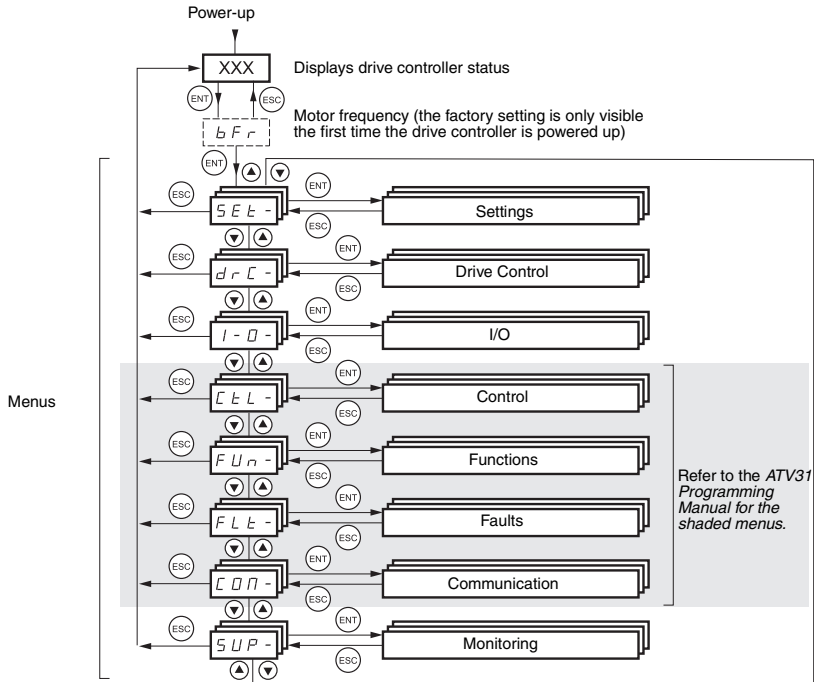 Power-up
XXX
Displays drive controller status
ENT
ESC
bFr
Motor frequency (the factory setting is only visible
the first time the drive controller is powered up)
ENT
ESC
SEt-
ENT
ESC
Settings
ESC
drC-
ENT
ESC
Drive Control
ESC
I-O-
ENT
ESC
I/O
Menus
ESC
CtL-
ENT
ESC
Control
ESC
FUn-
ENT
ESC
Functions
Refer to the ATV31
Programming
Manual for the
shaded menus.
ESC
FLt-
ENT
ESC
Faults
ESC
COM-
ENT
ESC
Communication
ESC
SUP-
ENT
ESC
Monitoring